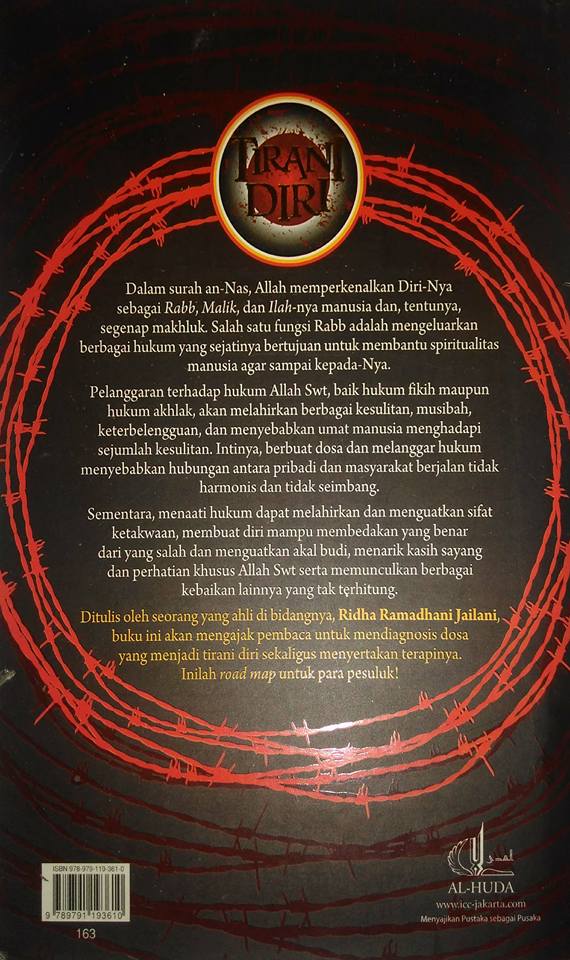 TIRANI
DIRI
Dalam surah an-Nas, Allah memperkenalkan Diri-Nya
sebagai Rabb, Malik, dan Ilah-nya manusia dan, tentunya,
segenap makhluk. Salah satu fungsi Rabb adalah mengeluarkan
berbagai hukum yang sejatinya bertujuan untuk membantu spiritualitas
manusia agar sampai kepada-Nya.
Pelanggaran terhadap hukum Allah Swt, baik hukum fikih maupun
hukum akhlak, akan melahirkan berbagai kesulitan, musibah,
keterbelengguan, dan menyebabkan umat manusia menghadapi
sejumlah kesulitan. Intinya, berbuat dosa dan melanggar hukum
menyebabkan hubungan antara pribadi dan masyarakat berjalan tidak
harmonis dan tidak seimbang.
Sementara, menaati hukum dapat melahirkan dan menguatkan sifat
ketakwaan, membuat diri mampu membedakan yang benar
dari yang salah dan menguatkan akal budi, menarik kasih sayang
dan perhatian khusus Allah Swt serta memunculkan berbagai
kebaikan lainnya yang tak terhitung.
Ditulis oleh seorang yang ahli di bidangnya, Ridha Ramadhani Jailani,
buku ini akan mengajak pembaca untuk mendiagnosis dosa
yang menjadi tirani diri sekaligus menyertakan terapinya.
Inilah road map untuk para pesuluk!
ISBN 978-979-119-361-0
9 789791 193610
163
الهدى
AL-HUDA
www.icc-jakarta.com
Menyajikan Pustaka sebagai Pusaka